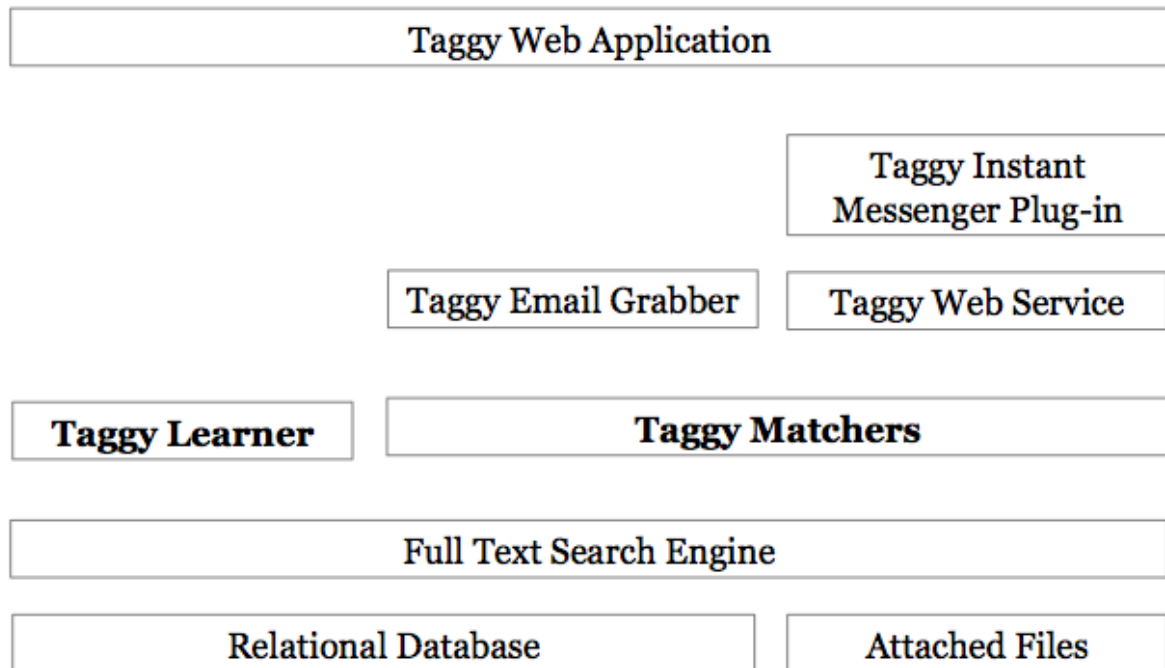 Taggy Web Application
Taggy Instant
Messenger Plug-in
Taggy Email Grabber
Taggy Web Service
Taggy Learner
Taggy Matchers
Full Text Search Engine
Relational Database
Attached Files